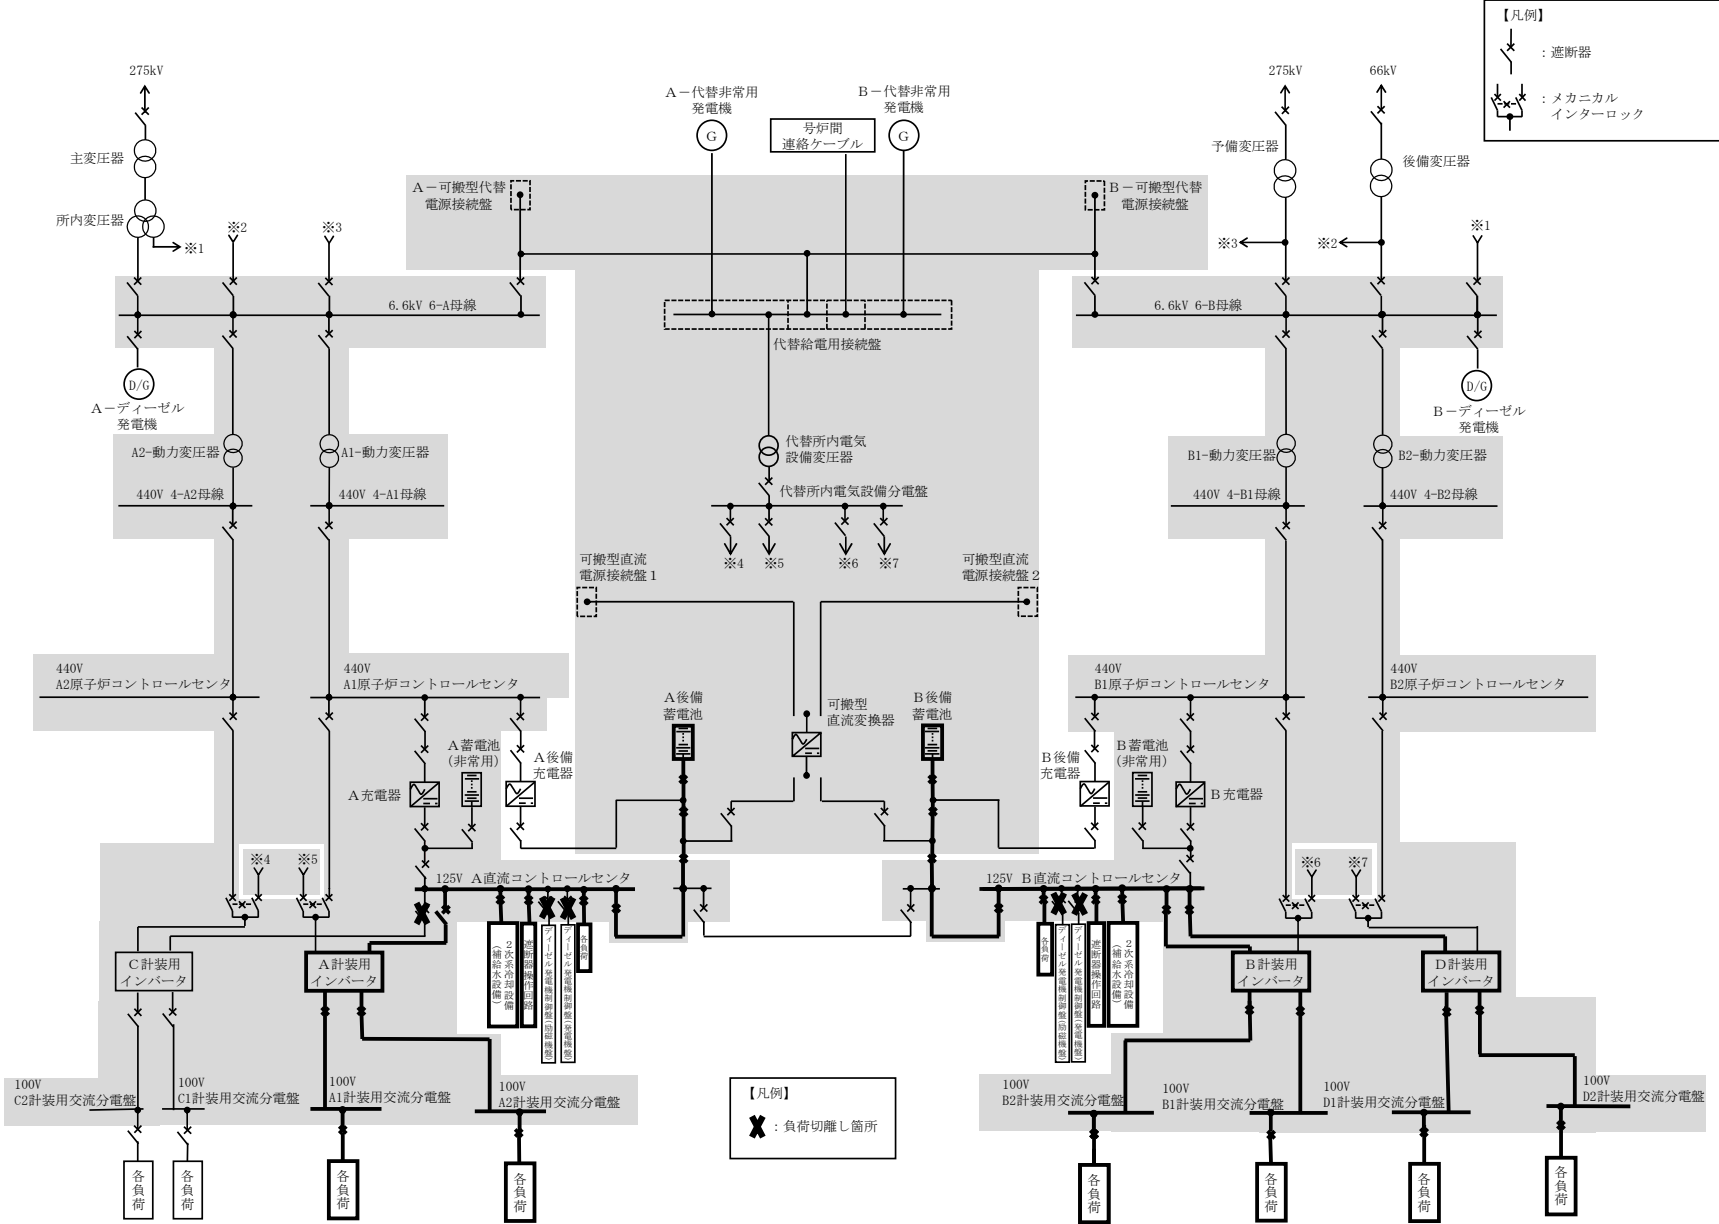 【凡例】
：遮断器
：メカニカル
インターロック
275kV
A－代替非常用
発電機
G
号炉間
連絡ケーブル
B－代替非常用
発電機
G
275kV
66kV
主変圧器
予備変圧器
後備変圧器
所内変圧器
※1
※2
※3
A－可搬型代替
電源接続盤
B－可搬型代替
電源接続盤
※3
※2
※1
6.6kV 6-A母線
6.6kV 6-B母線
代替給電用接続盤
D/G
A－ディーゼル
発電機
D/G
B－ディーゼル
発電機
A2-動力変圧器
A1-動力変圧器
代替所内電気
設備変圧器
B1-動力変圧器
B2-動力変圧器
440V 4-A2母線
440V 4-A1母線
代替所内電気設備分電盤
440V 4-B1母線
440V 4-B2母線
※4
※5
※6
※7
可搬型直流
電源接続盤1
可搬型直流
電源接続盤2
440V
A2原子炉コントロールセンタ
440V
A1原子炉コントロールセンタ
440V
B1原子炉コントロールセンタ
440V
B2原子炉コントロールセンタ
A後備
蓄電池
可搬型
直流変換器
B後備
蓄電池
A充電器
A蓄電池
(非常用)
A後備
充電器
B後備
充電器
B蓄電池
(非常用)
B充電器
※4
※5
※6
※7
125V A直流コントロールセンタ
125V B直流コントロールセンタ
C計装用
インバータ
A計装用
インバータ
2次系冷却設備
（補給水設備）
遮断器操作回路
ディーゼル発電機制御盤(励磁機盤)
ディーゼル発電機制御盤(発電機盤)
各負荷
各負荷
ディーゼル発電機制御盤(励磁機盤)
ディーゼル発電機制御盤(発電機盤)
遮断器操作回路
2次系冷却設備
（補給水設備）
B計装用
インバータ
D計装用
インバータ
100V
C2計装用交流分電盤
100V
C1計装用交流分電盤
100V
A1計装用交流分電盤
100V
A2計装用交流分電盤
100V
B2計装用交流分電盤
100V
B1計装用交流分電盤
100V
D1計装用交流分電盤
100V
D2計装用交流分電盤
【凡例】
：負荷切離し箇所
各負荷
各負荷
各負荷
各負荷
各負荷
各負荷
各負荷
各負荷